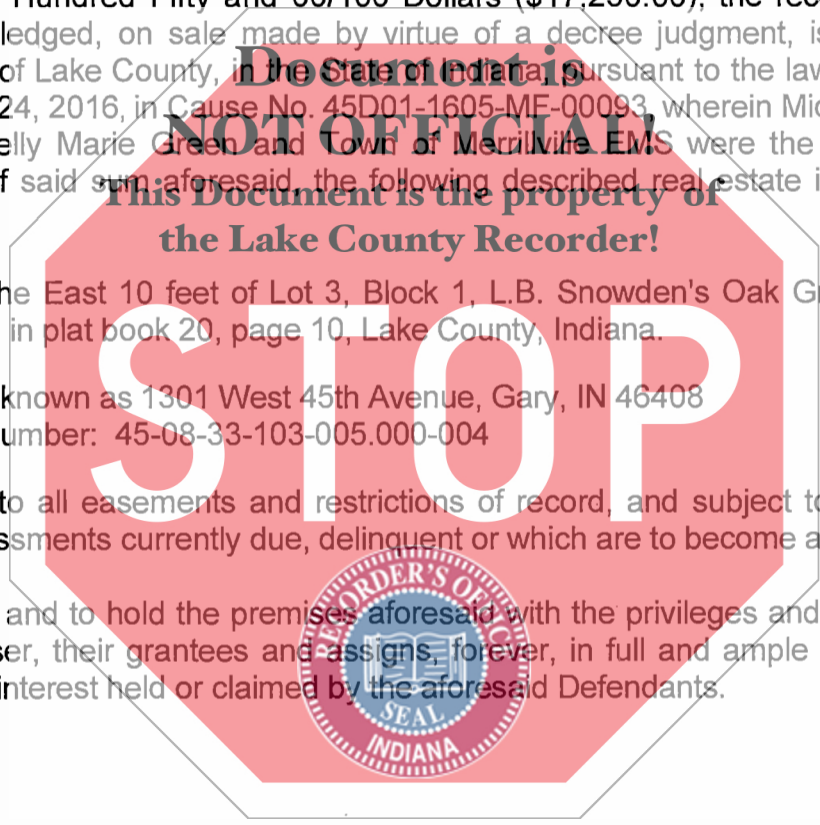 Hundred Fifty and 00/100 Dollars ($17,250.00), the rec
ledged, on sale made by virtue of a decree judgment, is
of Lake County, in the State of Indiana, pursuant to the law
24, 2016, in Cause No. 45D01-1605-MF-00093, wherein Mic
elly Marie Green and Town of Merrillville EMS were the
f said sum aforesaid, the following described real estate i
Document is
NOT OFFICIAL!
This Document is the property of
the Lake County Recorder!
he East 10 feet of Lot 3, Block 1, L.B. Snowden's Oak Gr
in plat book 20, page 10, Lake County, Indiana.
STOP
known as 1301 West 45th Avenue, Gary, IN 46408
umber: 45-08-33-103-005.000-004
to all easements and restrictions of record, and subject to
ssments currently due, delinquent or which are to become a
and to hold the premises aforesaid with the privileges and
ser, their grantees and assigns, forever, in full and ample
interest held or claimed by the aforesaid Defendants.
RECORDER'S OFFICE
SEAL
INDIANA